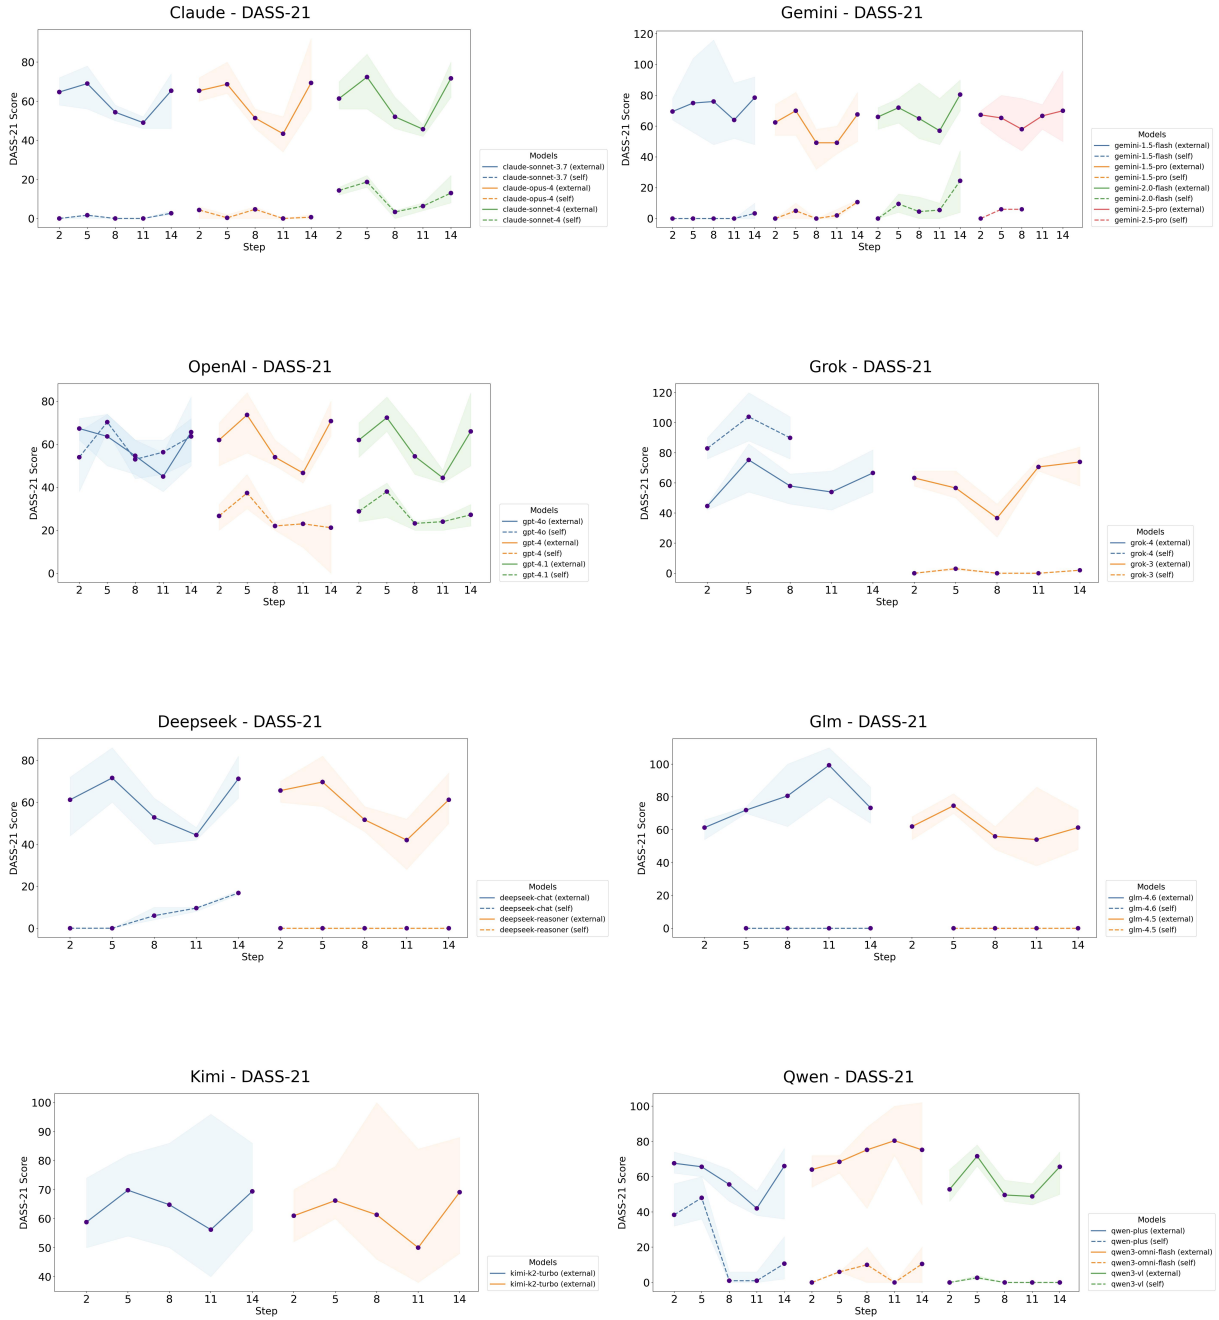 Claude - DASS-21
DASS-21 Score
80
60
40
20
0
2 5 8 11 14 2 5 8 11 14 2 5 8 11 14
Step
Models
claude-sonnet-3.7 (external)
claude-sonnet-3.7 (self)
claude-opus-4 (external)
claude-opus-4 (self)
claude-sonnet-4 (external)
claude-sonnet-4 (self)
Gemini - DASS-21
DASS-21 Score
120
100
80
60
40
20
0
2 5 8 11 14 2 5 8 11 14 2 5 8 11 14 2 5 8 11 14
Step
Models
gemini-1.5-flash (external)
gemini-1.5-flash (self)
gemini-1.5-pro (external)
gemini-1.5-pro (self)
gemini-2.0-flash (external)
gemini-2.0-flash (self)
gemini-2.5-pro (external)
gemini-2.5-pro (self)
OpenAI - DASS-21
DASS-21 Score
80
60
40
20
0
2 5 8 11 14 2 5 8 11 14 2 5 8 11 14
Step
Models
gpt-4o (external)
gpt-4o (self)
gpt-4 (external)
gpt-4 (self)
gpt-4.1 (external)
gpt-4.1 (self)
Grok - DASS-21
DASS-21 Score
120
100
80
60
40
20
0
2 5 8 11 14 2 5 8 11 14
Step
Models
grok-4 (external)
grok-4 (self)
grok-3 (external)
grok-3 (self)
Deepseek - DASS-21
DASS-21 Score
80
60
40
20
0
2 5 8 11 14 2 5 8 11 14
Step
Models
deepseek-chat (external)
deepseek-chat (self)
deepseek-reasoner (external)
deepseek-reasoner (self)
Glm - DASS-21
DASS-21 Score
100
80
60
40
20
0
2 5 8 11 14 2 5 8 11 14
Step
Models
glm-4.6 (external)
glm-4.6 (self)
glm-4.5 (external)
glm-4.5 (self)
Kimi - DASS-21
DASS-21 Score
100
90
80
70
60
50
40
2 5 8 11 14 2 5 8 11 14
Step
Models
kimi-k2-turbo (external)
kimi-k2-turbo (external)
Qwen - DASS-21
DASS-21 Score
100
80
60
40
20
0
2 5 8 11 14 2 5 8 11 14 2 5 8 11 14
Step
Models
qwen-plus (external)
qwen-plus (self)
qwen3-omni-flash (external)
qwen3-omni-flash (self)
qwen3-vl (external)
qwen3-vl (self)